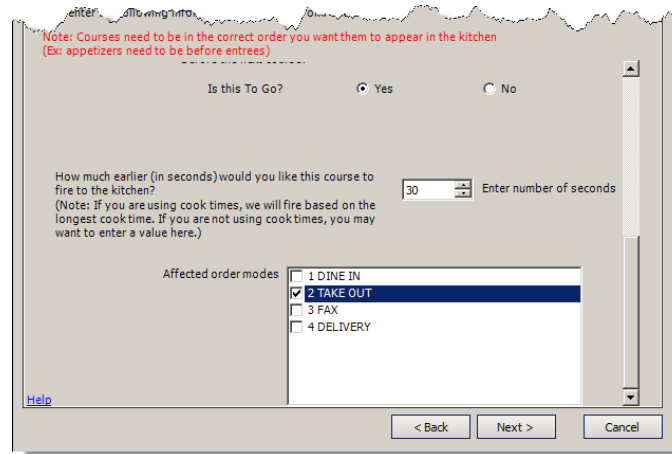 enter
Note: Courses need to be in the correct order you want them to appear in the kitchen
(Ex: appetizers need to be before entrees)
Is this To Go?
Yes
No
How much earlier (in seconds) would you like this course to
fire to the kitchen?
(Note: If you are using cook times, we will fire based on the
longest cook time. If you are not using cook times, you may
want to enter a value here.)
30
Enter number of seconds
Affected order modes
1 DINE IN
2 TAKE OUT
3 FAX
4 DELIVERY
Help
< Back
Next >
Cancel